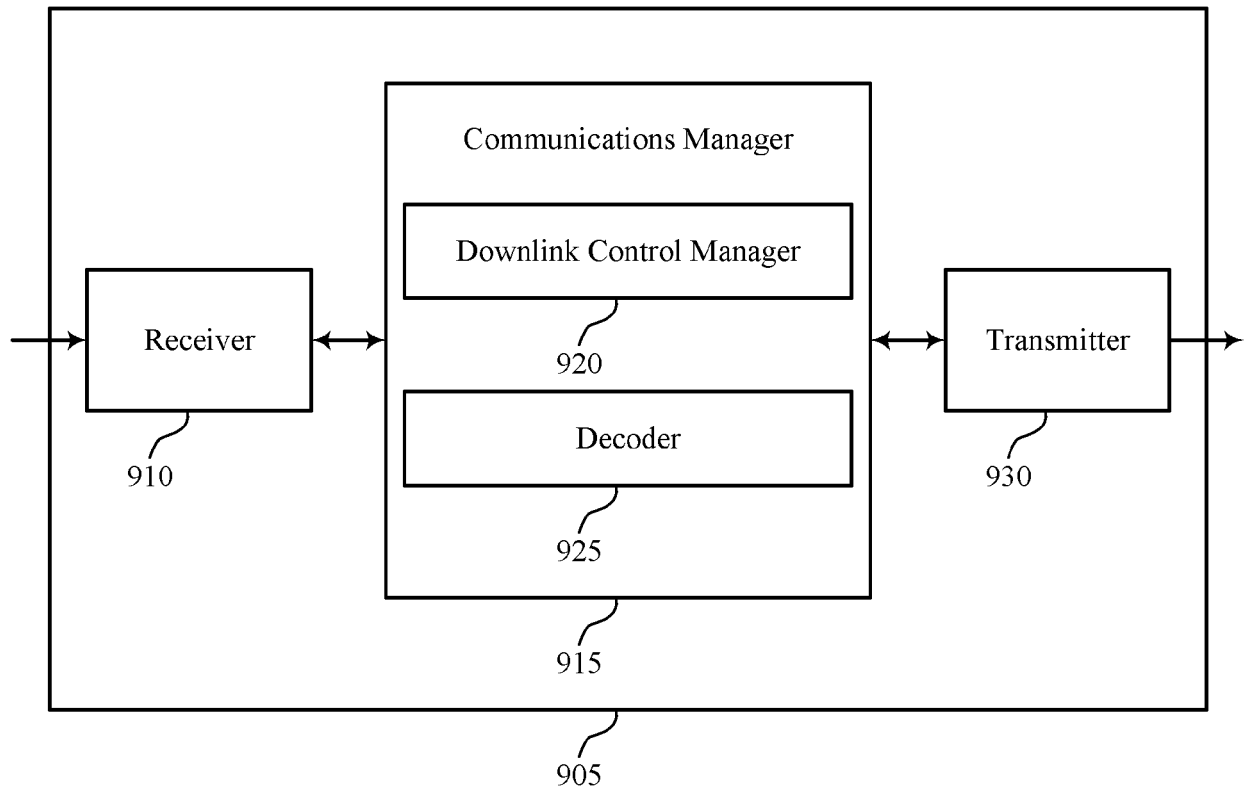 Communications Manager
Downlink Control Manager
920
Receiver
910
Transmitter
930
Decoder
925
915
905